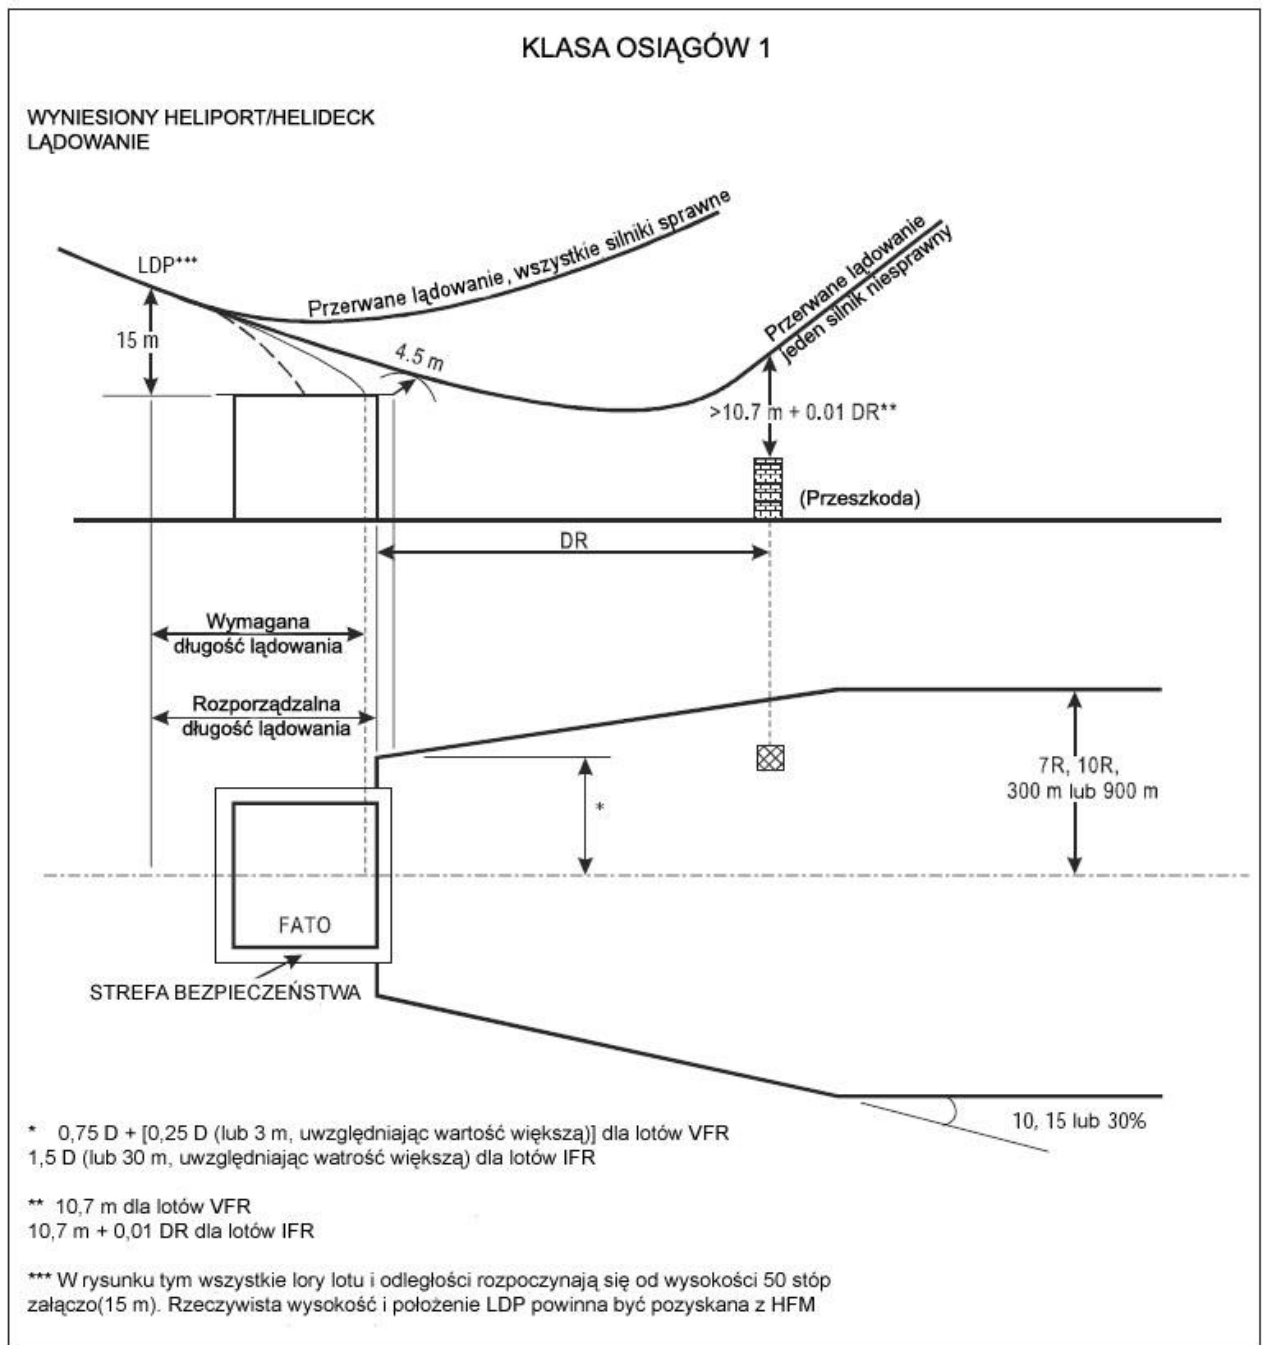 KLASA OSIĄGÓW 1
WYNIESIONY HELIPORT/HELIDECK
LĄDOWANIE
LDP***
Przerwane lądowanie, wszystkie silniki sprawne
Przerwane lądowanie
jeden silnik niesprawny
15 m
4.5 m
>10.7 m + 0.01 DR**
(Przeszkoda)
DR
Wymagana
długość lądowania
Rozporządzalna
długość lądowania
7R, 10R,
300 m lub 900 m
*
FATO
STREFA BEZPIECZEŃSTWA
10, 15 lub 30%
* 0,75 D + [0,25 D (lub 3 m, uwzględniając wartość większą)] dla lotów VFR
1,5 D (lub 30 m, uwzględniając watrość większą) dla lotów IFR
** 10,7 m dla lotów VFR
10,7 m + 0,01 DR dla lotów IFR
*** W rysunku tym wszystkie lory lotu i odległości rozpoczynają się od wysokości 50 stóp
załączo(15 m). Rzeczywista wysokość i położenie LDP powinna być pozyskana z HFM